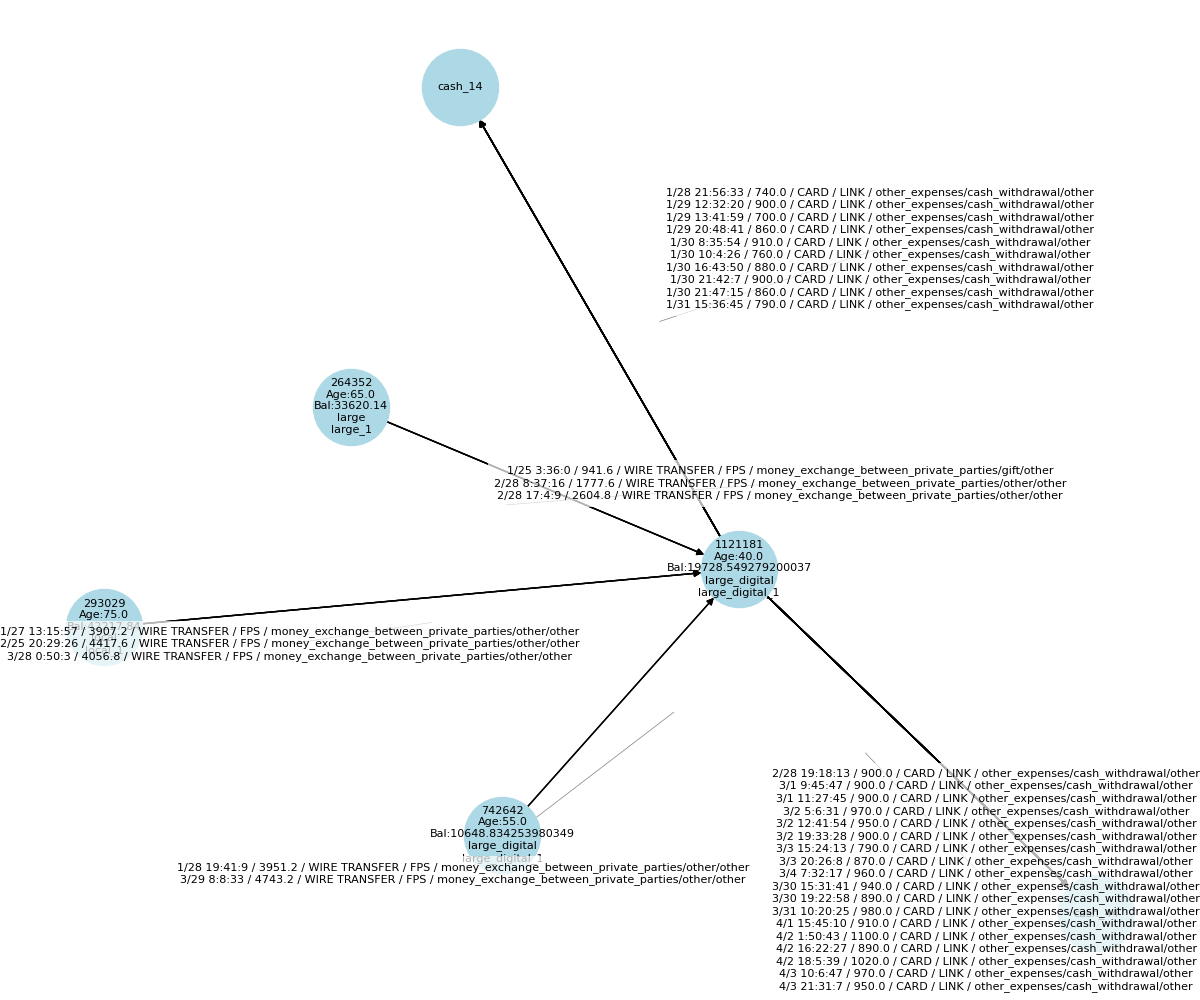 cash_14
1/28 21:56:33 / 740.0 / CARD / LINK / other_expenses/cash_withdrawal/other
1/29 12:32:20 / 900.0 / CARD / LINK / other_expenses/cash_withdrawal/other
1/29 13:41:59 / 700.0 / CARD / LINK / other_expenses/cash_withdrawal/other
1/29 20:48:41 / 860.0 / CARD / LINK / other_expenses/cash_withdrawal/other
1/30 8:35:54 / 910.0 / CARD / LINK / other_expenses/cash_withdrawal/other
1/30 10:4:26 / 760.0 / CARD / LINK / other_expenses/cash_withdrawal/other
1/30 16:43:50 / 880.0 / CARD / LINK / other_expenses/cash_withdrawal/other
1/30 21:42:7 / 900.0 / CARD / LINK / other_expenses/cash_withdrawal/other
1/30 21:47:15 / 860.0 / CARD / LINK / other_expenses/cash_withdrawal/other
1/31 15:36:45 / 790.0 / CARD / LINK / other_expenses/cash_withdrawal/other
264352
Age:65.0
Bal:33620.14
large
large_1
1/25 3:36:0 / 941.6 / WIRE TRANSFER / FPS / money_exchange_between_private_parties/gift/other
2/28 8:37:16 / 1777.6 / WIRE TRANSFER / FPS / money_exchange_between_private_parties/other/other
2/28 17:4:9 / 2604.8 / WIRE TRANSFER / FPS / money_exchange_between_private_parties/other/other
1121181
Age:40.0
Bal:19728.549279200037
large_digital
large_digital_1
293029
Age:75.0
1/27 13:15:57 / 3907.2 / WIRE TRANSFER / FPS / money_exchange_between_private_parties/other/other
2/25 20:29:26 / 4417.6 / WIRE TRANSFER / FPS / money_exchange_between_private_parties/other/other
3/28 0:50:3 / 4056.8 / WIRE TRANSFER / FPS / money_exchange_between_private_parties/other/other
742642
Age:55.0
Bal:10648.834253980349
large_digital
large_digital_1
1/28 19:41:9 / 3951.2 / WIRE TRANSFER / FPS / money_exchange_between_private_parties/other/other
3/29 8:8:33 / 4743.2 / WIRE TRANSFER / FPS / money_exchange_between_private_parties/other/other
2/28 19:18:13 / 900.0 / CARD / LINK / other_expenses/cash_withdrawal/other
3/1 9:45:47 / 900.0 / CARD / LINK / other_expenses/cash_withdrawal/other
3/1 11:27:45 / 900.0 / CARD / LINK / other_expenses/cash_withdrawal/other
3/2 5:6:31 / 970.0 / CARD / LINK / other_expenses/cash_withdrawal/other
3/2 12:41:54 / 950.0 / CARD / LINK / other_expenses/cash_withdrawal/other
3/2 19:33:28 / 900.0 / CARD / LINK / other_expenses/cash_withdrawal/other
3/3 15:24:13 / 790.0 / CARD / LINK / other_expenses/cash_withdrawal/other
3/3 20:26:8 / 870.0 / CARD / LINK / other_expenses/cash_withdrawal/other
3/4 7:32:17 / 960.0 / CARD / LINK / other_expenses/cash_withdrawal/other
3/30 15:31:41 / 940.0 / CARD / LINK / other_expenses/cash_withdrawal/other
3/30 19:22:58 / 890.0 / CARD / LINK / other_expenses/cash_withdrawal/other
3/31 10:20:25 / 980.0 / CARD / LINK / other_expenses/cash_withdrawal/other
4/1 15:45:10 / 910.0 / CARD / LINK / other_expenses/cash_withdrawal/other
4/2 1:50:43 / 1100.0 / CARD / LINK / other_expenses/cash_withdrawal/other
4/2 16:22:27 / 890.0 / CARD / LINK / other_expenses/cash_withdrawal/other
4/2 18:5:39 / 1020.0 / CARD / LINK / other_expenses/cash_withdrawal/other
4/3 10:6:47 / 970.0 / CARD / LINK / other_expenses/cash_withdrawal/other
4/3 21:31:7 / 950.0 / CARD / LINK / other_expenses/cash_withdrawal/other